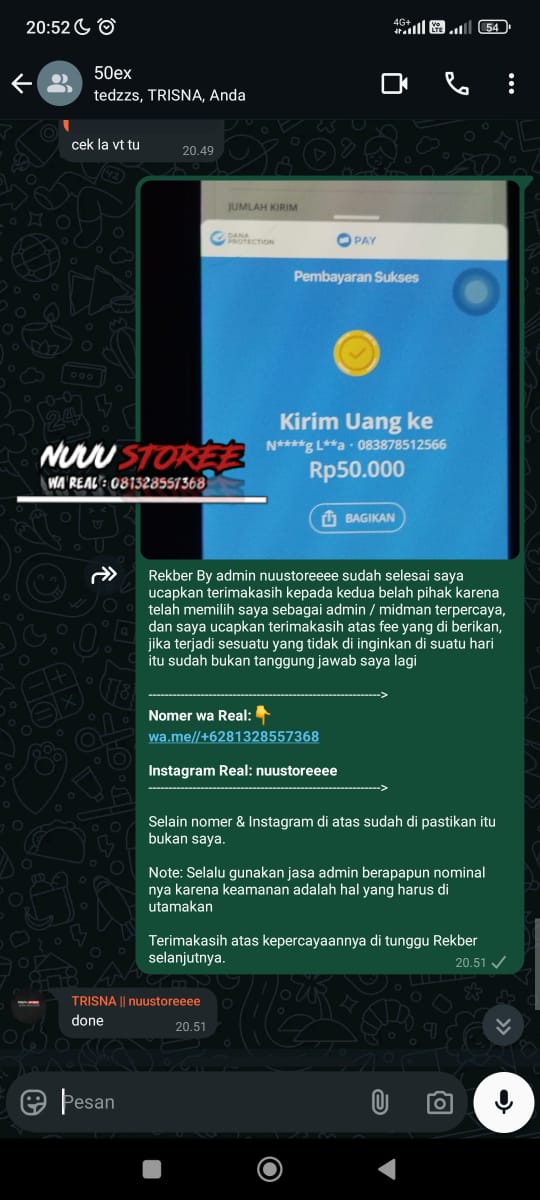 20:52
4G+
Vo LTE
54
50ex
tedzzs, TRISNA, Anda
cek la vt tu
20.49
JUMLAH KIRIM
DANA PROTECTION
PAY
Pembayaran Sukses
Kirim Uang ke
N****g L**a · 083878512566
Rp50.000
BAGIKAN
NUUU STOREE
WA REAL : 081328557368
Rekber By admin nuustoreeee sudah selesai saya
ucapkan terimakasih kepada kedua belah pihak karena
telah memilih saya sebagai admin / midman terpercaya,
dan saya ucapkan terimakasih atas fee yang di berikan,
jika terjadi sesuatu yang tidak di inginkan di suatu hari
itu sudah bukan tanggung jawab saya lagi
---------------------------------------------------------->
Nomer wa Real:👇
wa.me//+6281328557368
Instagram Real: nuustoreeee
---------------------------------------------------------->
Selain nomer & Instagram di atas sudah di pastikan itu
bukan saya.
Note: Selalu gunakan jasa admin berapapun nominal
nya karena keamanan adalah hal yang harus di
utamakan
Terimakasih atas kepercayaannya di tunggu Rekber
selanjutnya.
20.51
TRISNA || nuustoreeee
done
20.51
Pesan